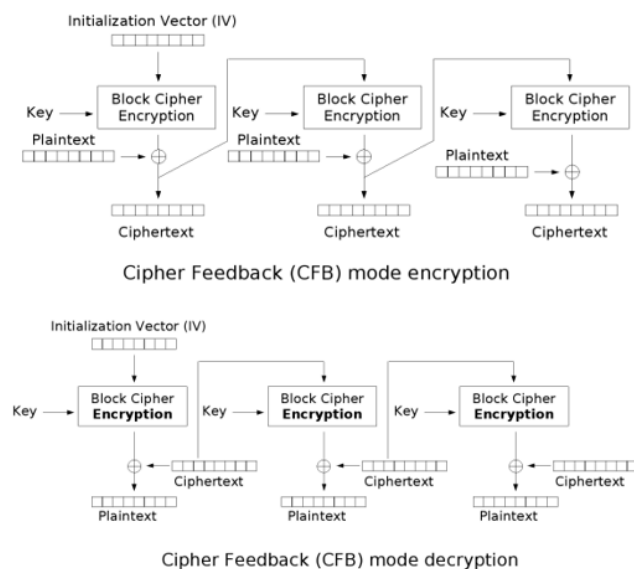 Initialization Vector (IV)
Key
Block Cipher
Encryption
Key
Block Cipher
Encryption
Key
Block Cipher
Encryption
Plaintext
Plaintext
Plaintext
Ciphertext
Ciphertext
Ciphertext
Cipher Feedback (CFB) mode encryption
Initialization Vector (IV)
Key
Block Cipher
Encryption
Key
Block Cipher
Encryption
Key
Block Cipher
Encryption
Ciphertext
Ciphertext
Ciphertext
Plaintext
Plaintext
Plaintext
Cipher Feedback (CFB) mode decryption